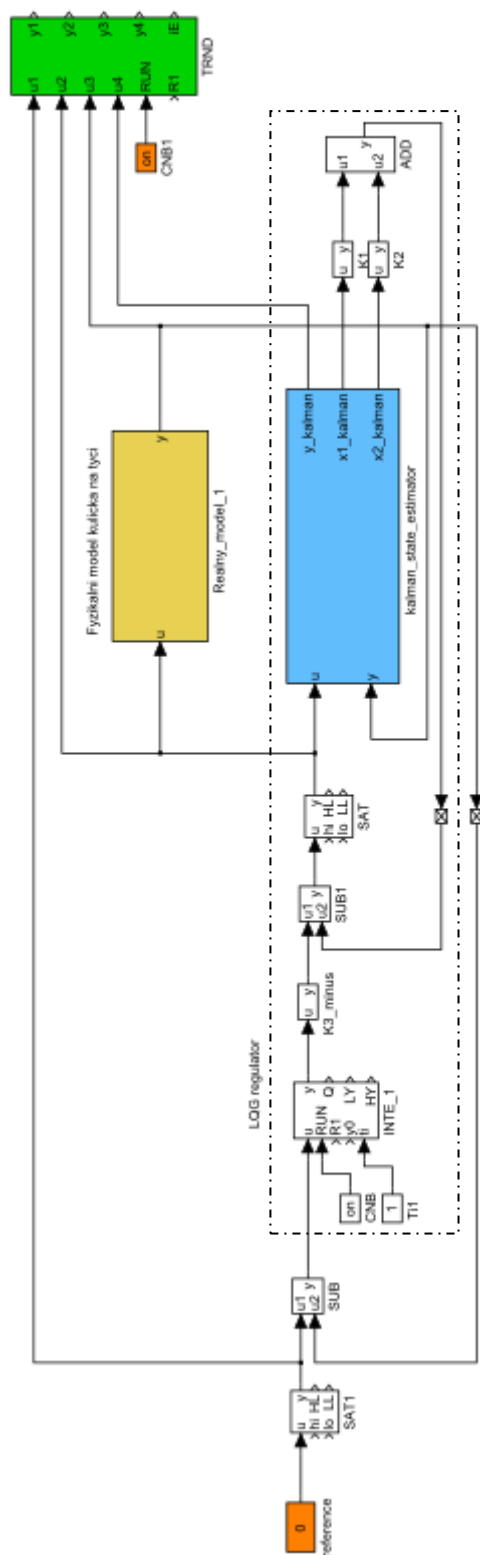 0
reference
u y
hi HL
lo LL
SAT1
u1 y
u2
SUB
LQG regulator
on
CNB
1
TI1
u y
RUN Q
R1
y0 LY
ti HY
INTE_1
u y
K3_minus
u1 y
u2
SUB1
u y
hi HL
lo LL
SAT
Fyzikalni model kulicka na tyci
u y
Realny_model_1
u y_kalman
x1_kalman
y x2_kalman
kalman_state_estimator
u y
K1
u y
K2
u1 y
u2
ADD
on
CNB1
u1 y1
u2 y2
u3 y3
u4 y4
RUN iE
R1
TRND